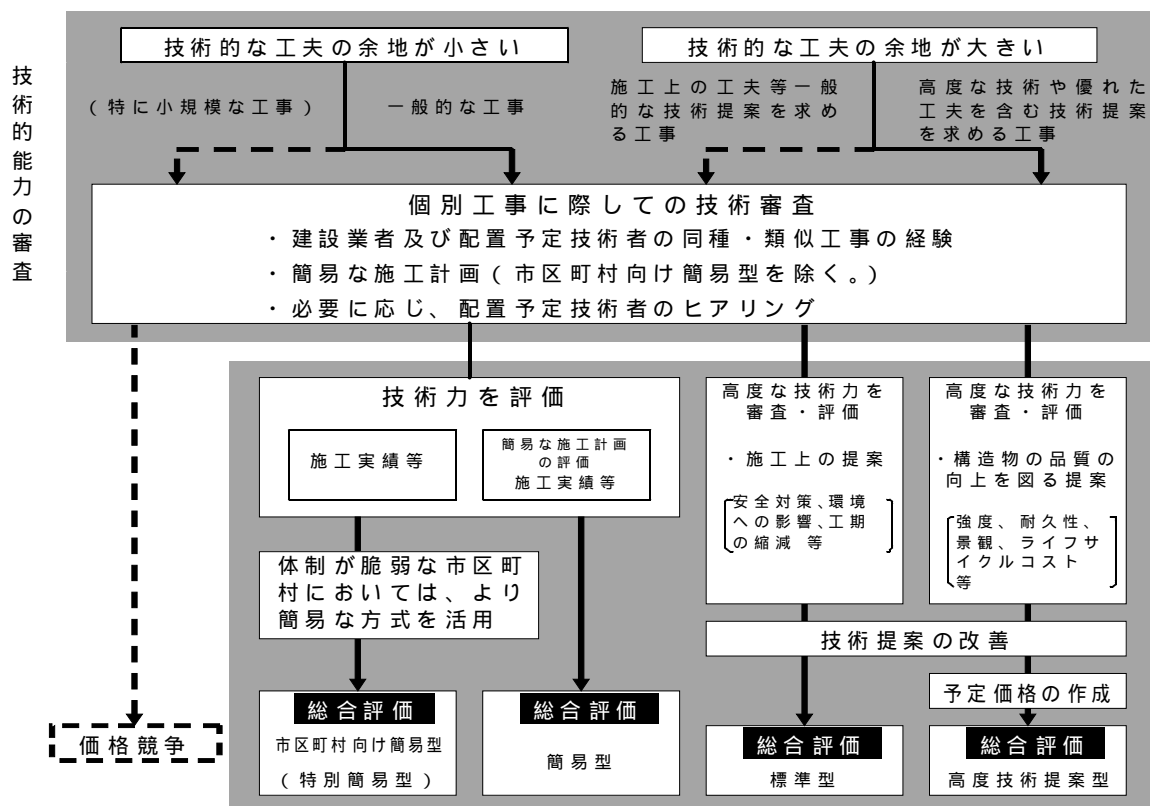 技術的能力の審査
技術的な工夫の余地が小さい
技術的な工夫の余地が大きい
(特に小規模な工事)
一般的な工事
施工上の工夫等一般
的な技術提案を求め
る工事
高度な技術や優れた
工夫を含む技術提案
を求める工事
個別工事に際しての技術審査
・建設業者及び配置予定技術者の同種・類似工事の経験
・簡易な施工計画(市区町村向け簡易型を除く。)
・必要に応じ、配置予定技術者のヒアリング
技術力を評価
施工実績等
簡易な施工計画
の評価
施工実績等
高度な技術力を
審査・評価
・施工上の提案
安全対策、環境
への影響、工期
の縮減 等
高度な技術力を
審査・評価
・構造物の品質の
向上を図る提案
強度、耐久性、
景観、ライフサ
イクルコスト
等
体制が脆弱な市区町
村においては、より
簡易な方式を活用
技術提案の改善
予定価格の作成
価格競争
総合評価
市区町村向け簡易型
(特別簡易型)
総合評価
簡易型
総合評価
標準型
総合評価
高度技術提案型